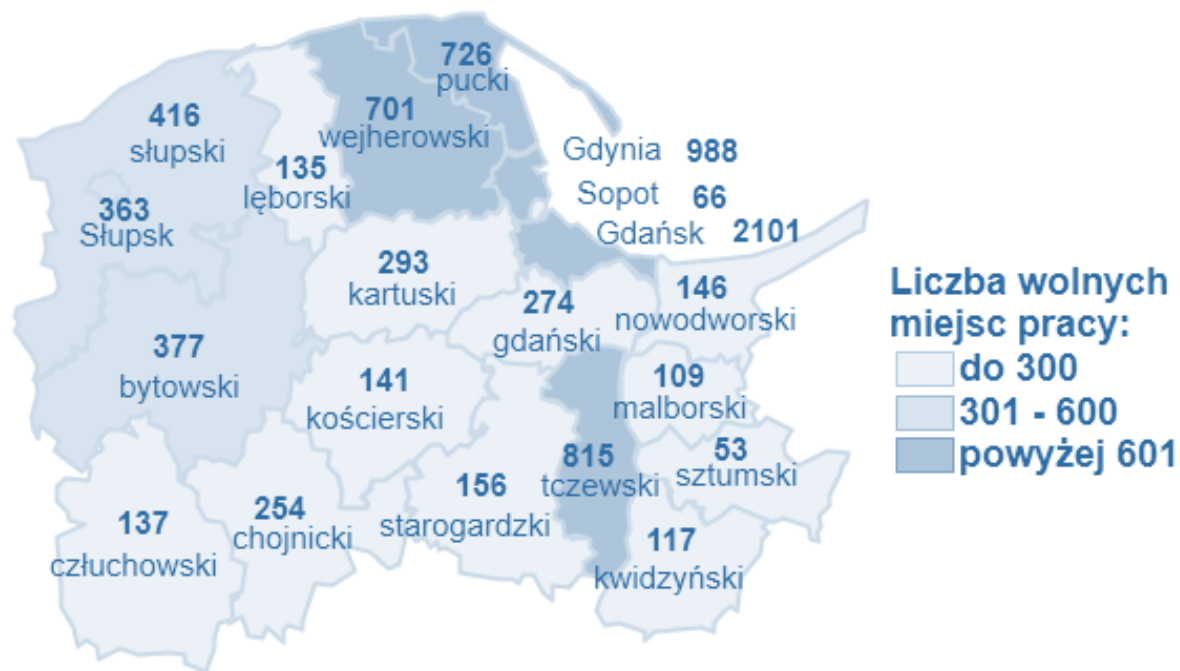 726
pucki
701
wejherowski
416
słupski
135
lęborski
Gdynia 988
Sopot 66
Gdańsk 2101
363
Słupsk
293
kartuski
274
gdański
146
nowodworski
377
bytowski
141
kościerski
109
malborski
815
tczewski
53
sztumski
156
starogardzki
254
chojnicki
137
człuchowski
117
kwidzyński
Liczba wolnych
miejsc pracy:
do 300
301 - 600
powyżej 601